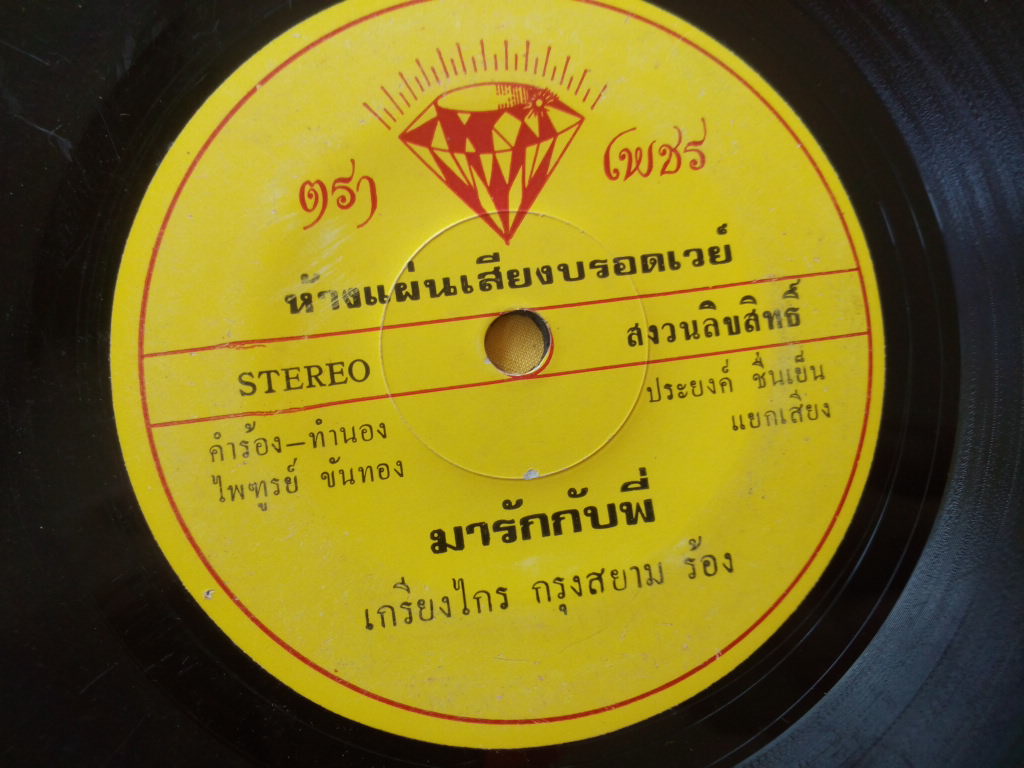 ตรา เพชร
ห้างแผ่นเสียงบรอดเวย์
STEREO
สงวนลิขสิทธิ์
คำร้อง–ทำนอง
ไพฑูรย์ ขันทอง
ประยงค์ ชื่นเย็น
แยกเสียง
มารักกับพี่
เกรียงไกร กรุงสยาม ร้อง